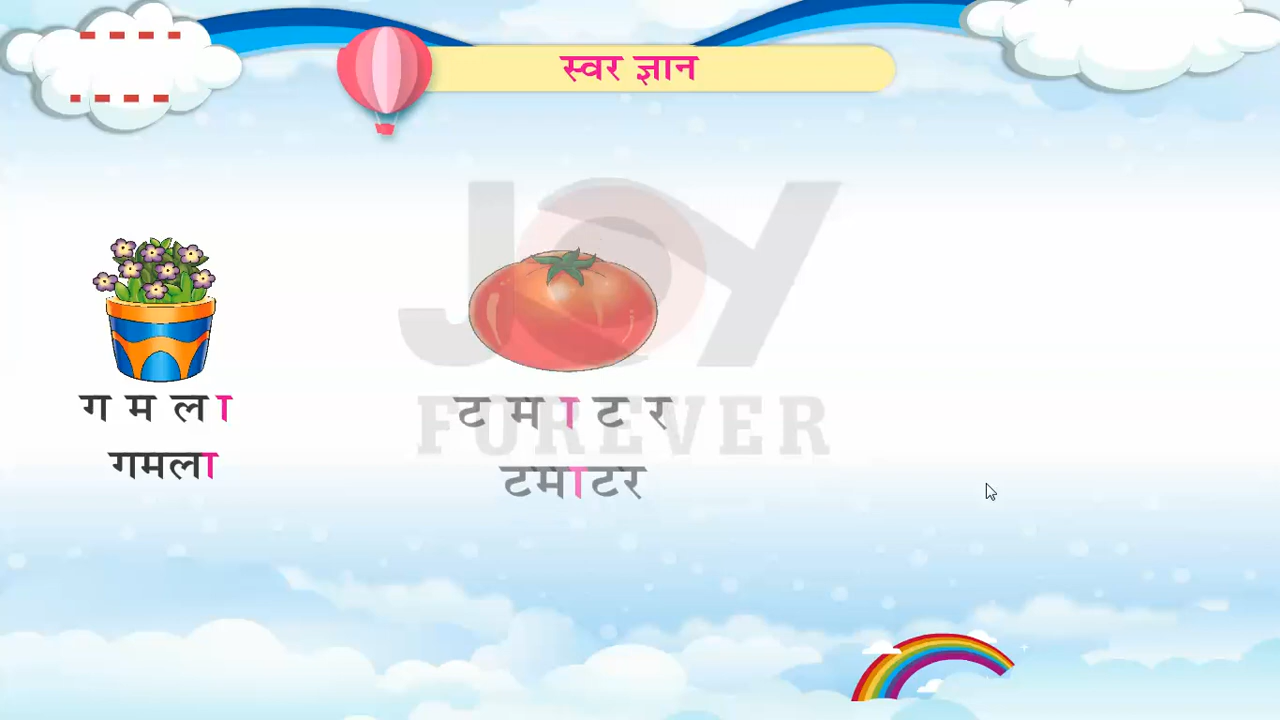 स्वर ज्ञान
JOY
FOREVER
ग म ल ा
गमला
ट म ा ट र
टमाटर